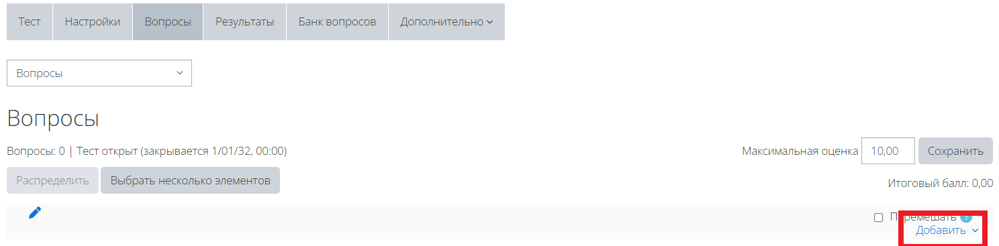 Тест Настройки Вопросы Результаты Банк вопросов Дополнительно
Вопросы
Вопросы
Вопросы: 0 | Тест открыт (закрывается 1/01/32, 00:00) Максимальная оценка 10,00 Сохранить
Распределить Выбрать несколько элементов
Итоговый балл: 0,00
Перемешать ?
Добавить